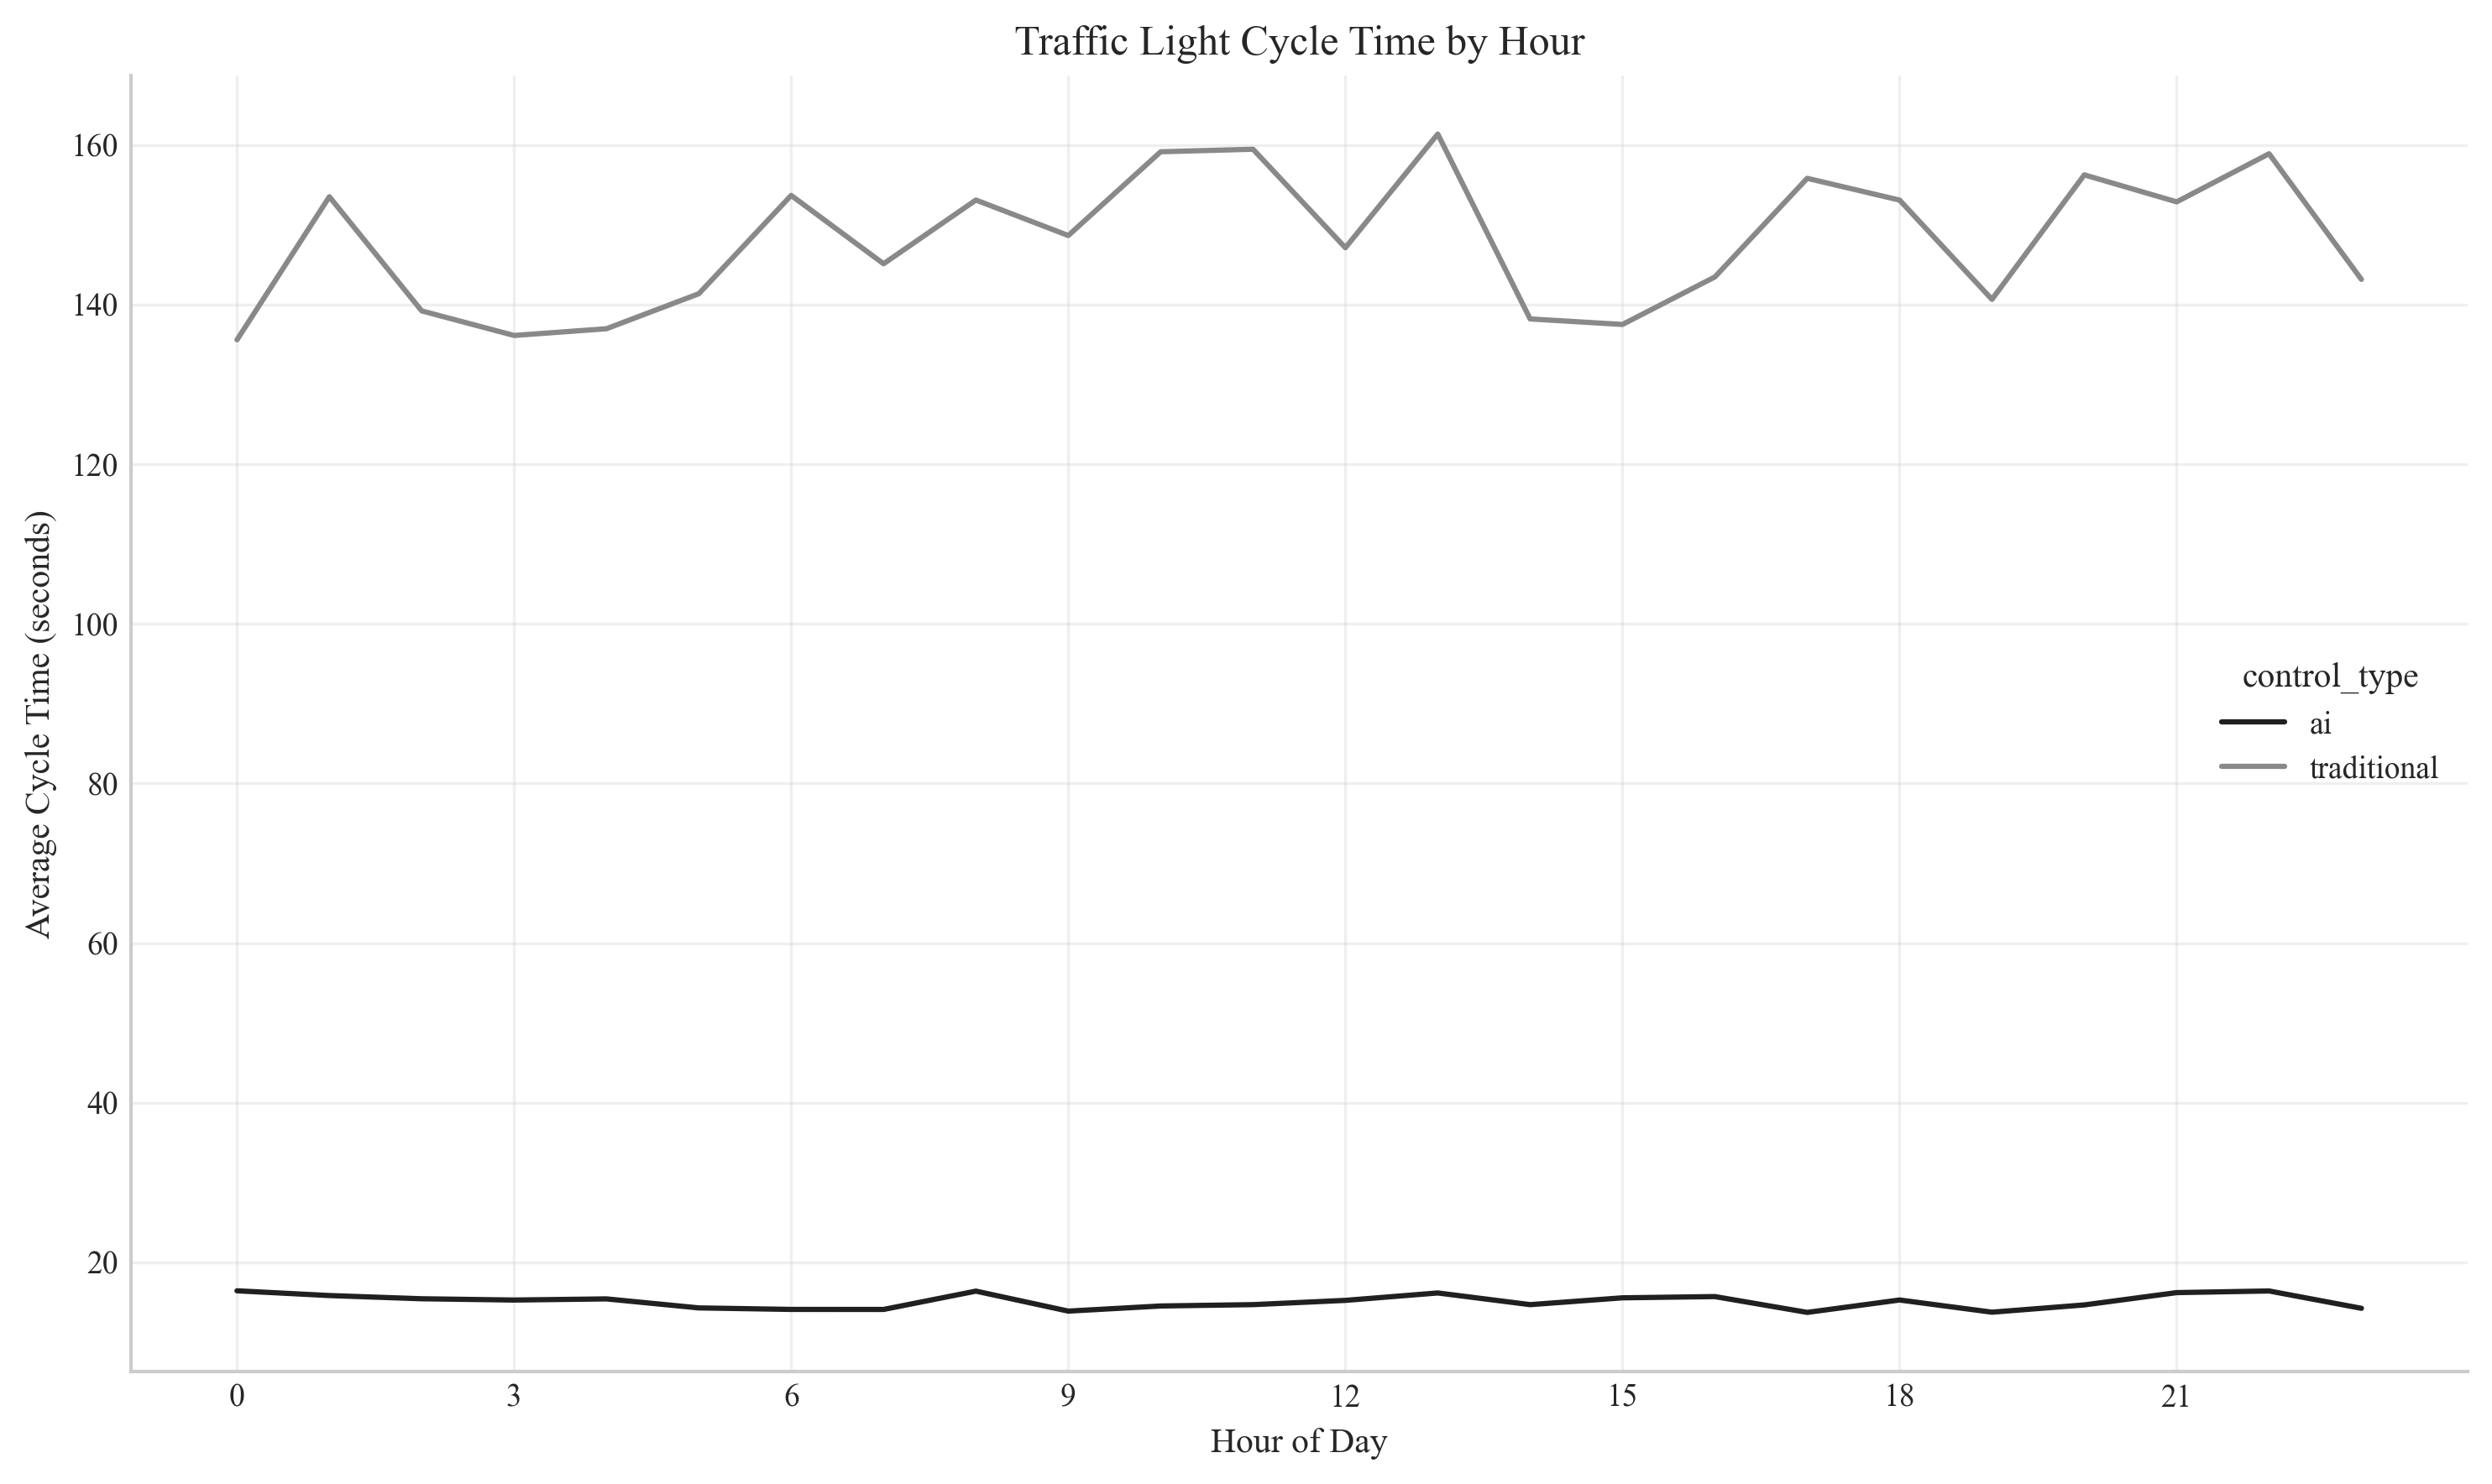 Traffic Light Cycle Time by Hour
Average Cycle Time (seconds)
160
140
120
100
80
60
40
20
control_type
ai
traditional
0 3 6 9 12 15 18 21
Hour of Day